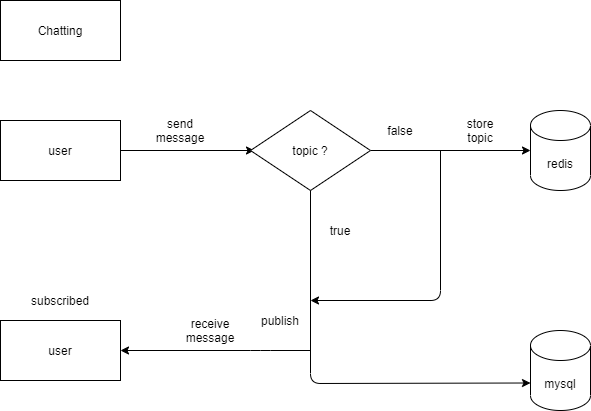 Chatting
send
message
false
store
topic
user
topic ?
redis
true
subscribed
publish
receive
message
user
mysql